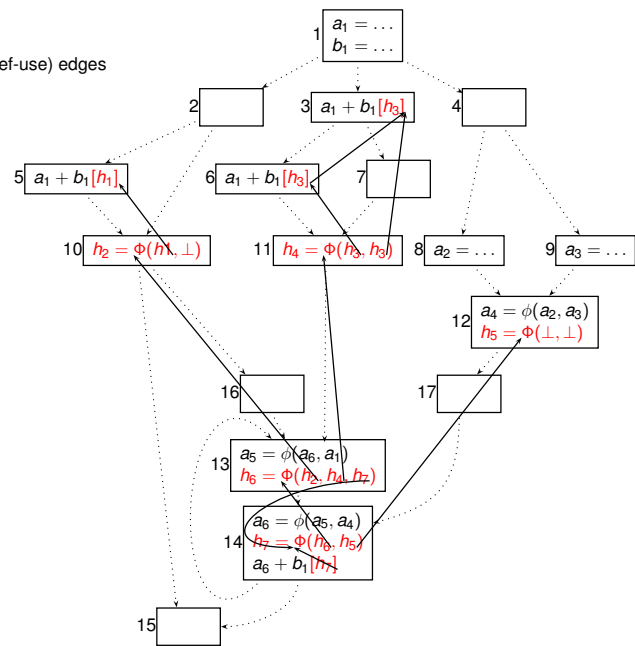 1 a₁ = ...
b₁ = ...
ef-use) edges
2
3 a₁ + b₁[h₃]
4
5 a₁ + b₁[h₁]
6 a₁ + b₁[h₃]
7
10 h₂ = Φ(h1, ⊥)
11 h₄ = Φ(h₃, h₃)
8 a₂ = ...
9 a₃ = ...
12 a₄ = ϕ(a₂, a₃)
h₅ = Φ(⊥, ⊥)
16
17
13 a₅ = ϕ(a₆, a₁)
h₆ = Φ(h₂, h₄, h₇)
14 a₆ = ϕ(a₅, a₄)
h₇ = Φ(h₆, h₅)
a₆ + b₁[h₇]
15